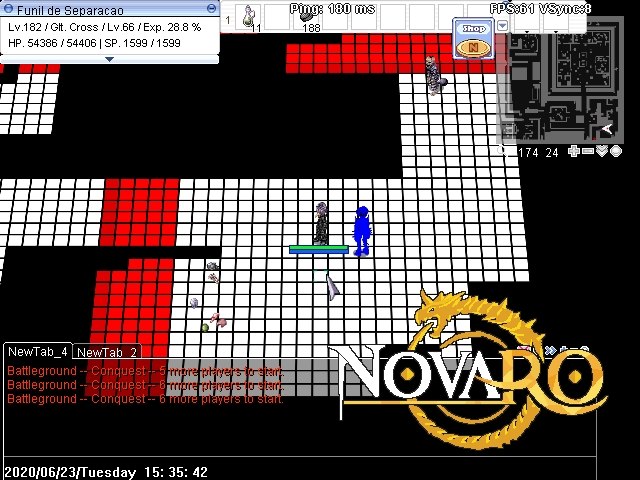 Funil de Separacao
Lv.182 / Glt. Cross / Lv.66 / Exp. 28.8 %
HP. 54386 / 54406 | SP. 1599 / 1599
1
11
188
Ping: 180 ms
FPS:61 VSync:8
Shop
N
174 24
NewTab_4
NewTab_2
Battleground -- Conquest -- 5 more players to start.
Battleground -- Conquest -- 6 more players to start.
Battleground -- Conquest -- 6 more players to start.
NOVARO
2020/06/23/Tuesday 15: 35: 42